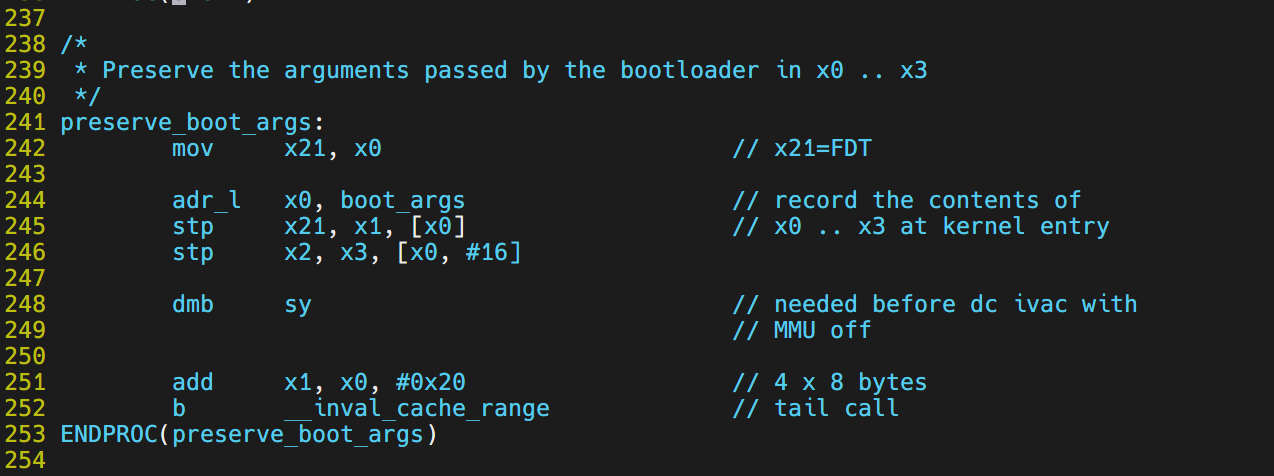 237
238 /*
239  * Preserve the arguments passed by the bootloader in x0 .. x3
240  */
241 preserve_boot_args:
242         mov     x21, x0                         // x21=FDT
243
244         adr_l   x0, boot_args                   // record the contents of
245         stp     x21, x1, [x0]                   // x0 .. x3 at kernel entry
246         stp     x2, x3, [x0, #16]
247
248         dmb     sy                              // needed before dc ivac with
249                                                 // MMU off
250
251         add     x1, x0, #0x20                   // 4 x 8 bytes
252         b       __inval_cache_range             // tail call
253 ENDPROC(preserve_boot_args)
254